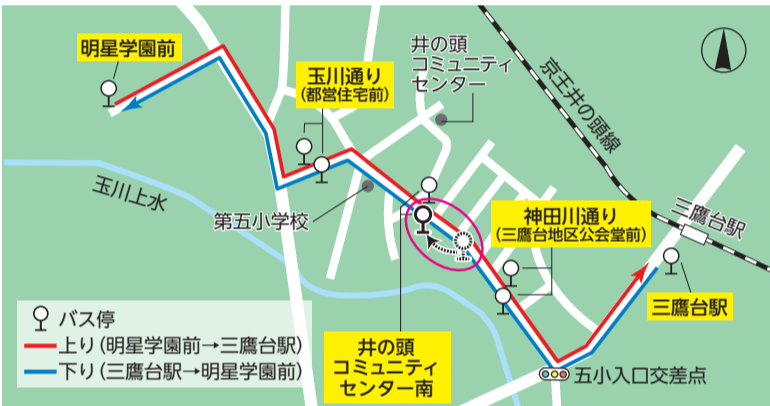 明星学園前
井の頭
コミュニティ
センター
玉川通り
(都営住宅前)
京王井の頭線
玉川上水
第五小学校
神田川通り
(三鷹台地区公会堂前)
三鷹台駅
三鷹台駅
バス停
上り(明星学園前→三鷹台駅)
下り(三鷹台駅→明星学園前)
井の頭
コミュニティ
センター南
五小入口交差点